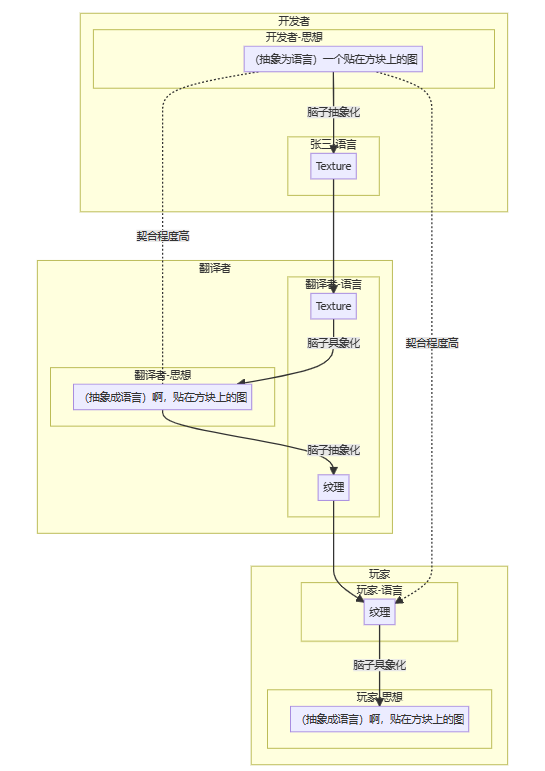 开发者
开发者-思想
（抽象为语言）一个贴在方块上的图
脑子抽象化
张三-语言
Texture
契合程度高
翻译者
翻译者-语言
Texture
脑子具象化
契合程度高
翻译者-思想
（抽象成语言）啊，贴在方块上的图
脑子抽象化
纹理
玩家
玩家-语言
纹理
脑子具象化
玩家-思想
（抽象成语言）啊，贴在方块上的图